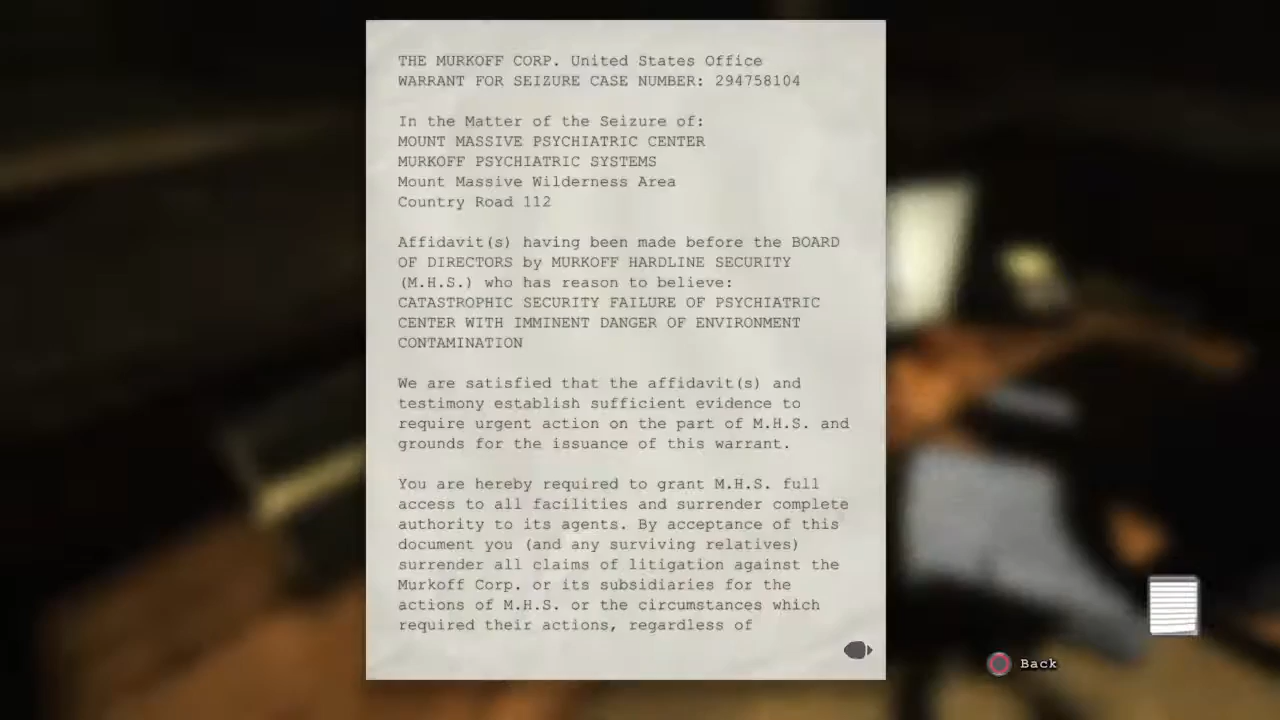 THE MURKOFF CORP. United States Office
WARRANT FOR SEIZURE CASE NUMBER: 294758104
In the Matter of the Seizure of:
MOUNT MASSIVE PSYCHIATRIC CENTER
MURKOFF PSYCHIATRIC SYSTEMS
Mount Massive Wilderness Area
Country Road 112
Affidavit(s) having been made before the BOARD
OF DIRECTORS by MURKOFF HARDLINE SECURITY
(M.H.S.) who has reason to believe:
CATASTROPHIC SECURITY FAILURE OF PSYCHIATRIC
CENTER WITH IMMINENT DANGER OF ENVIRONMENT
CONTAMINATION
We are satisfied that the affidavit(s) and
testimony establish sufficient evidence to
require urgent action on the part of M.H.S. and
grounds for the issuance of this warrant.
You are hereby required to grant M.H.S. full
access to all facilities and surrender complete
authority to its agents. By acceptance of this
document you (and any surviving relatives)
surrender all claims of litigation against the
Murkoff Corp. or its subsidiaries for the
actions of M.H.S. or the circumstances which
required their actions, regardless of
Back